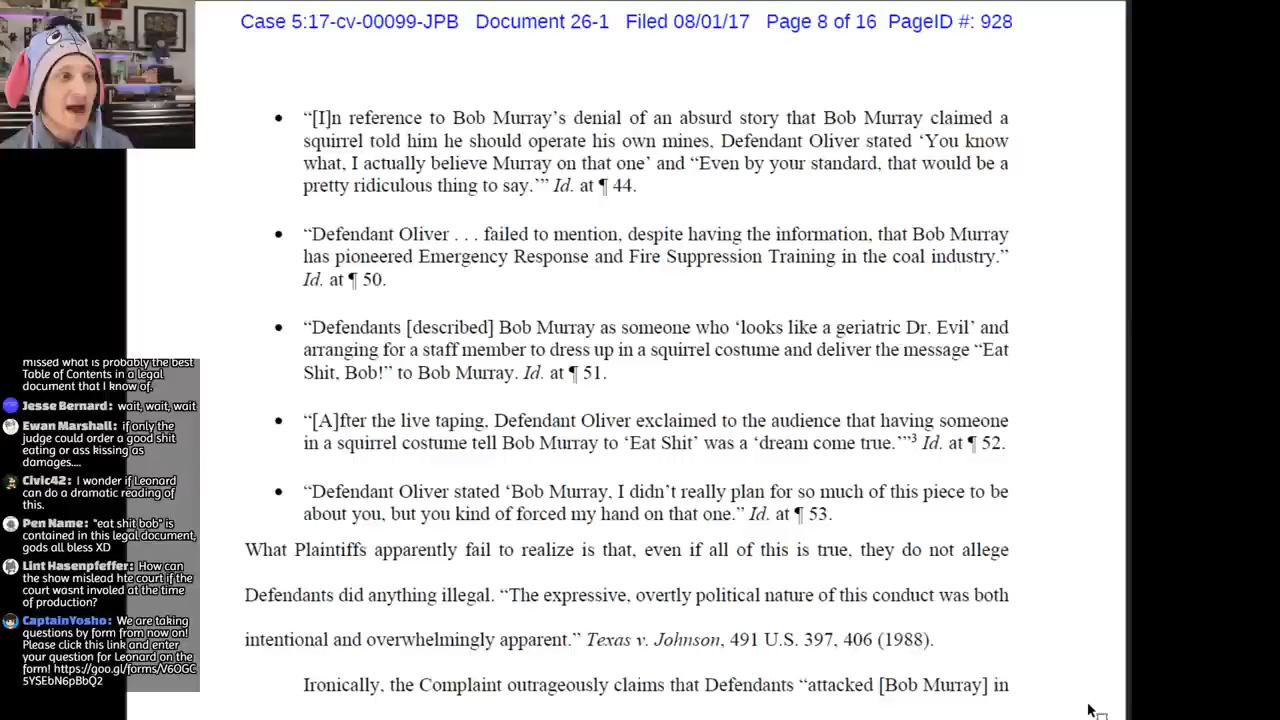 Case 5:17-cv-00099-JPB Document 26-1 Filed 08/01/17 Page 8 of 16 PageID #: 928
• “[I]n reference to Bob Murray’s denial of an absurd story that Bob Murray claimed a
squirrel told him he should operate his own mines, Defendant Oliver stated ‘You know
what, I actually believe Murray on that one’ and “Even by your standard, that would be a
pretty ridiculous thing to say.’” Id. at ¶ 44.
• “Defendant Oliver . . . failed to mention, despite having the information, that Bob Murray
has pioneered Emergency Response and Fire Suppression Training in the coal industry.”
Id. at ¶ 50.
• “Defendants [described] Bob Murray as someone who ‘looks like a geriatric Dr. Evil’ and
arranging for a staff member to dress up in a squirrel costume and deliver the message “Eat
Shit, Bob!” to Bob Murray. Id. at ¶ 51.
• “[A]fter the live taping, Defendant Oliver exclaimed to the audience that having someone
in a squirrel costume tell Bob Murray to ‘Eat Shit’ was a ‘dream come true.’”3 Id. at ¶ 52.
• “Defendant Oliver stated ‘Bob Murray, I didn’t really plan for so much of this piece to be
about you, but you kind of forced my hand on that one.” Id. at ¶ 53.
What Plaintiffs apparently fail to realize is that, even if all of this is true, they do not allege
Defendants did anything illegal. “The expressive, overtly political nature of this conduct was both
intentional and overwhelmingly apparent.” Texas v. Johnson, 491 U.S. 397, 406 (1988).
Ironically, the Complaint outrageously claims that Defendants “attacked [Bob Murray] in
missed what is probably the best
Table of Contents in a legal
document that I know of.
Jesse Bernard: wait, wait, wait
Ewan Marshall: if only the
judge could order a good shit
eating or ass kissing as
damages....
Civic42: I wonder if Leonard
can do a dramatic reading of
this.
Pen Name: "eat shit bob" is
contained in this legal document,
gods all bless XD
Lint Hasenpfeffer: How can
the show mislead hte court if the
court wasnt involed at the time
of production?
CaptainYosho: We are taking
questions by form from now on!
Please click this link and enter
your question for Leonard on the
form! https://goo.gl/forms/V6OGC
5YSEbN6pBbQ2